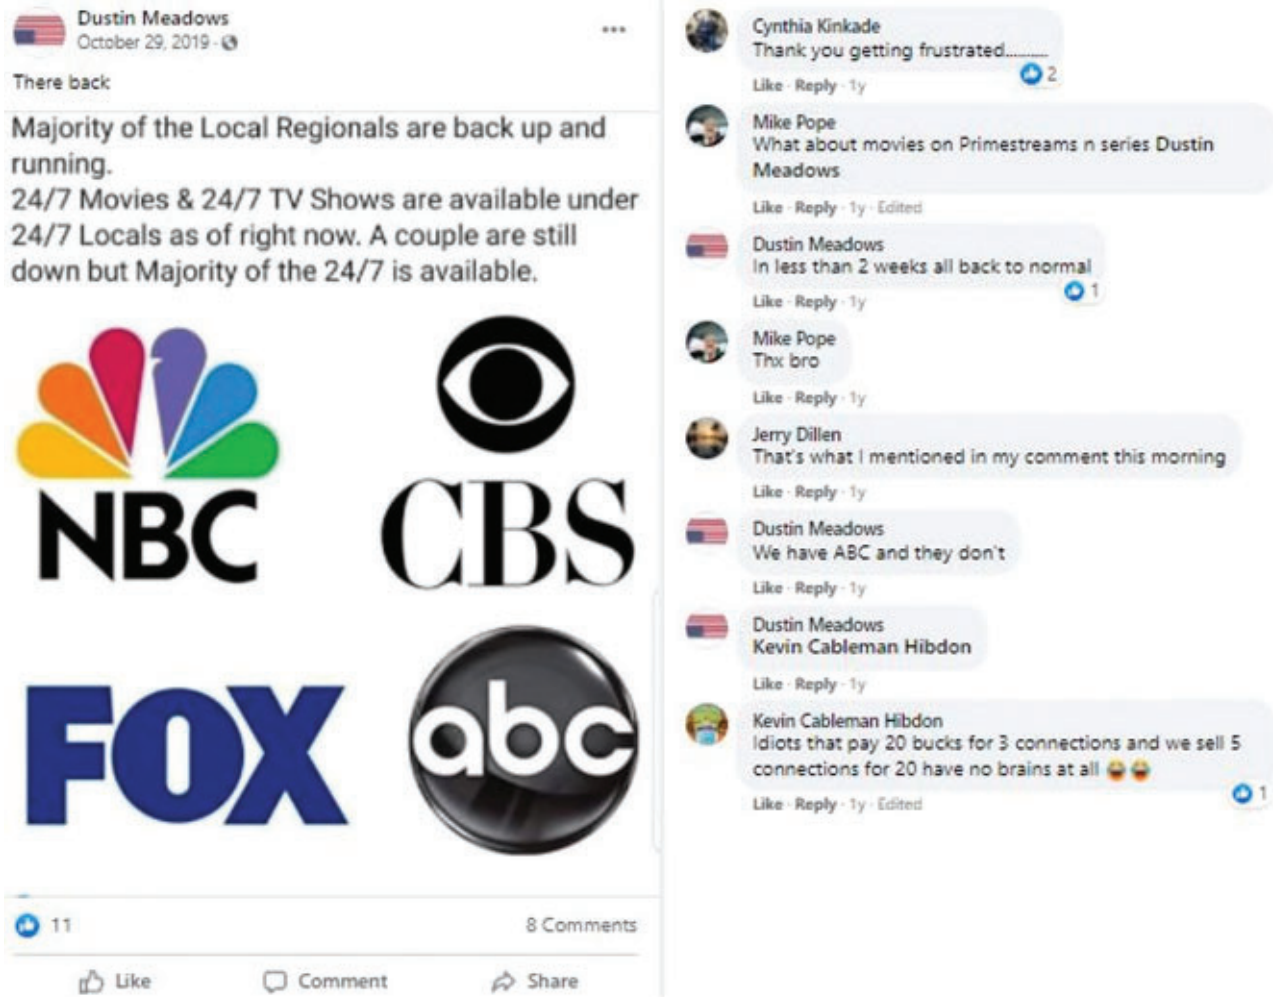 Dustin Meadows
October 29, 2019 ·
There back
Majority of the Local Regionals are back up and
running.
24/7 Movies & 24/7 TV Shows are available under
24/7 Locals as of right now. A couple are still
down but Majority of the 24/7 is available.
NBC
CBS
FOX
abc
11
8 Comments
Like
Comment
Share
Cynthia Kinkade
Thank you getting frustrated...........
2
Like · Reply · 1y
Mike Pope
What about movies on Primestreams n series Dustin
Meadows
Like · Reply · 1y · Edited
Dustin Meadows
In less than 2 weeks all back to normal
1
Like · Reply · 1y
Mike Pope
Thx bro
Like · Reply · 1y
Jerry Dillen
That's what I mentioned in my comment this morning
Like · Reply · 1y
Dustin Meadows
We have ABC and they don't
Like · Reply · 1y
Dustin Meadows
Kevin Cableman Hibdon
Like · Reply · 1y
Kevin Cableman Hibdon
Idiots that pay 20 bucks for 3 connections and we sell 5
connections for 20 have no brains at all 😂 😂
1
Like · Reply · 1y · Edited